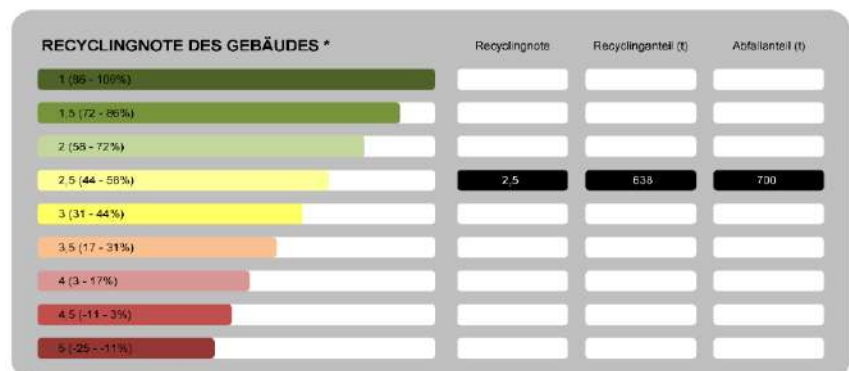 RECYCLINGNOTE DES GEBÄUDES * Recyclingnote Recyclinganteil (t) Abfallanteil (t)
1 (86 - 100%)
1,5 (72 - 86%)
2 (58 - 72%)
2,5 (44 - 58%) 2,5 638 700
3 (31 - 44%)
3,5 (17 - 31%)
4 (3 - 17%)
4,5 (-11 - 3%)
5 (-25 - -11%)